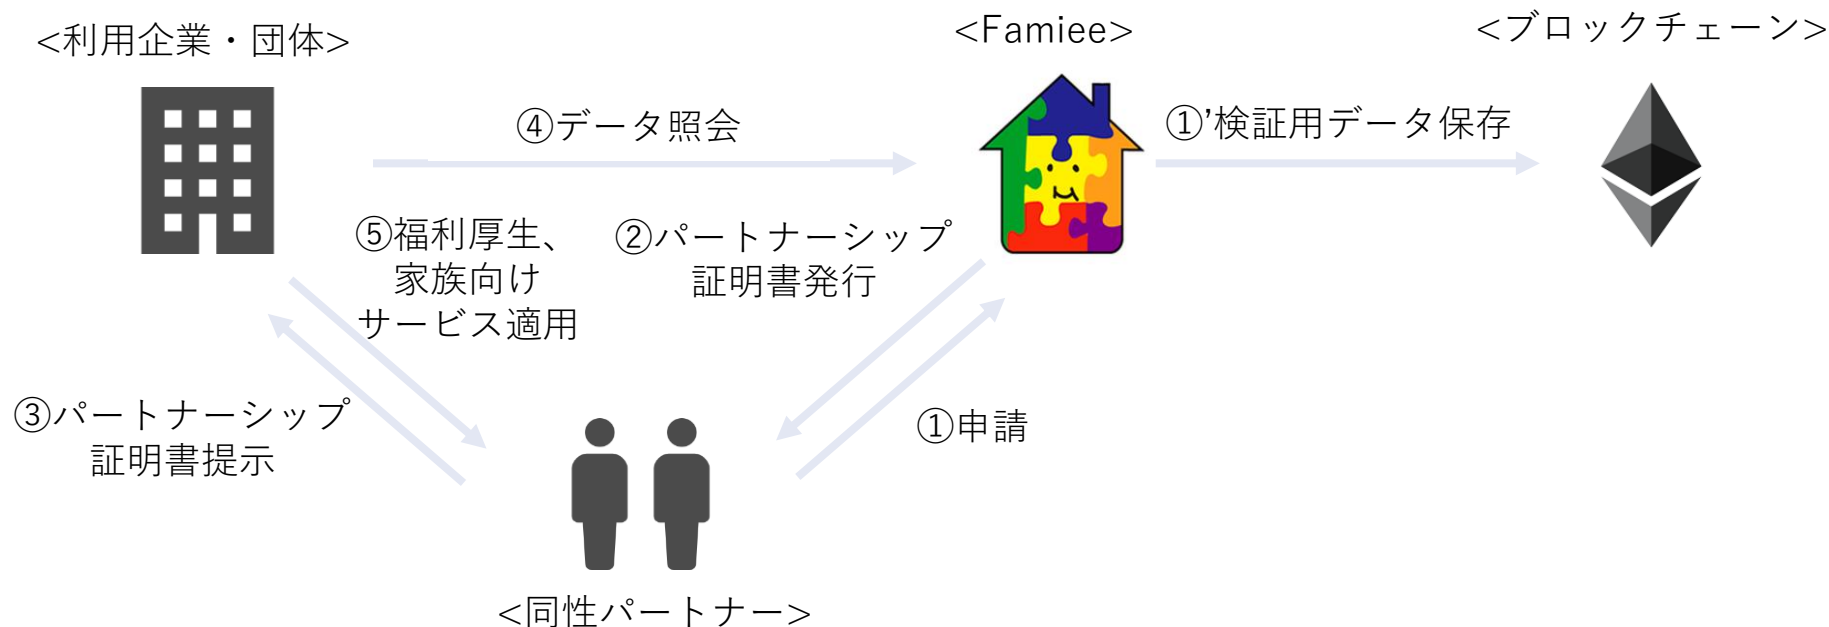 <利用企業・団体>
<Famiee>
<ブロックチェーン>
④データ照会
①’検証用データ保存
⑤福利厚生、
家族向け
サービス適用
②パートナーシップ
証明書発行
③パートナーシップ
証明書提示
①申請
<同性パートナー>